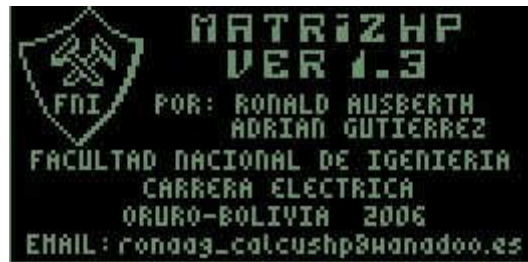 MATRiZHP
VER 1.3
FNI
POR: RONALD AUSBERTH
ADRIAN GUTIERREZ
FACULTAD NACIONAL DE IGENIERIA
CARRERA ELECTRICA
ORURO-BOLIVIA 2006
EMAIL:ronaag_calcushp@wanadoo.es